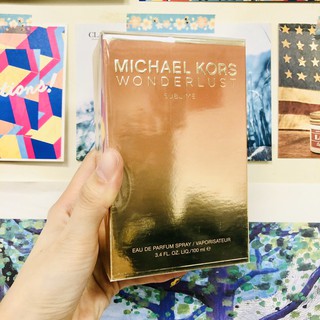 MICHAEL KORS
WONDERLUST
SUBLIME
EAU DE PARFUM SPRAY / VAPORISATEUR
3.4 FL. OZ. LIQ./100 ml ℮